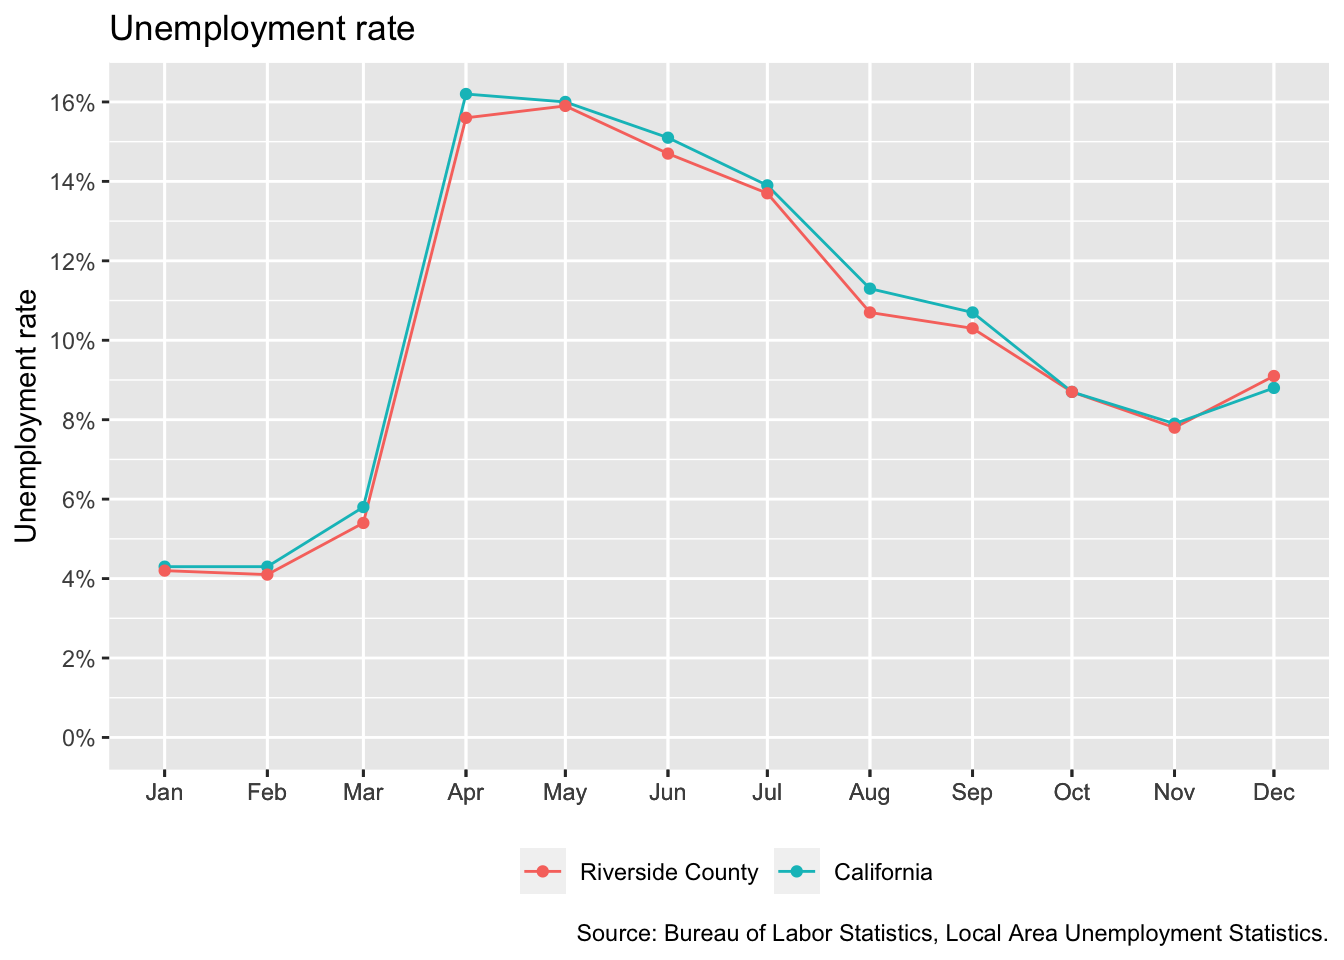 Unemployment rate
Unemployment rate
16%
14%
12%
10%
8%
6%
4%
2%
0%
Jan Feb Mar Apr May Jun Jul Aug Sep Oct Nov Dec
Riverside County California
Source: Bureau of Labor Statistics, Local Area Unemployment Statistics.